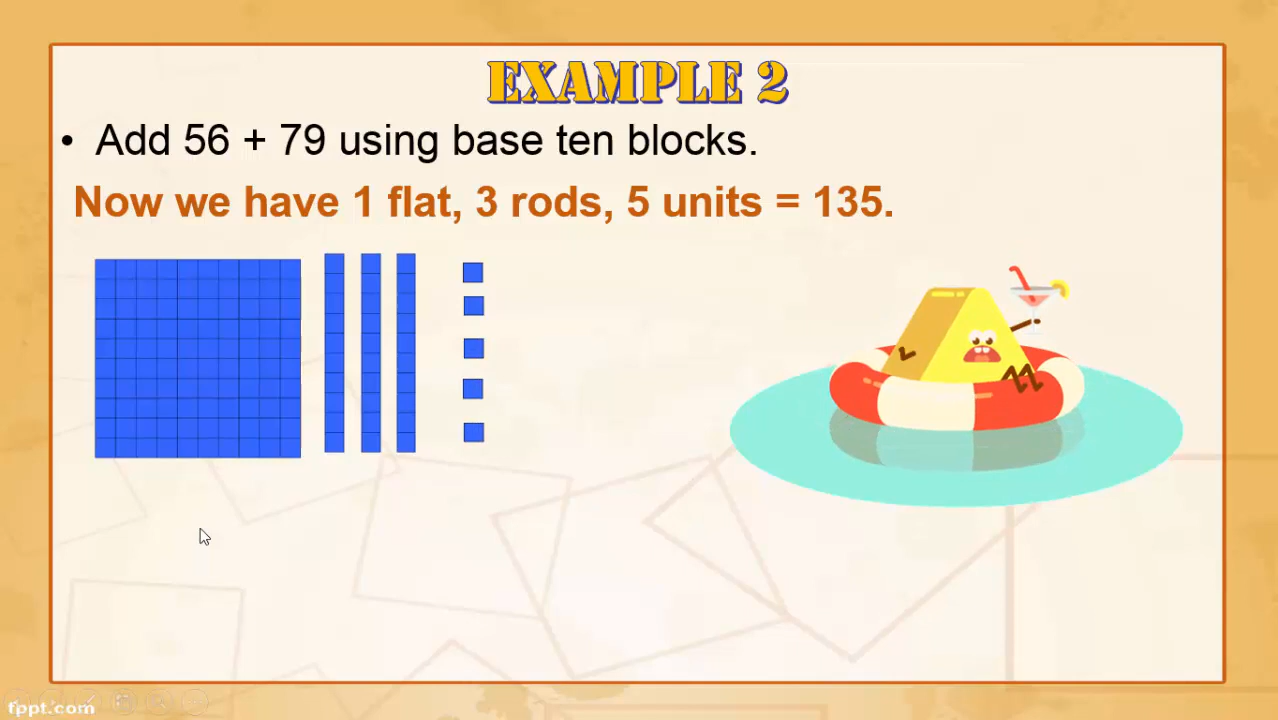 EXAMPLE 2
• Add 56 + 79 using base ten blocks.
Now we have 1 flat, 3 rods, 5 units = 135.
fppt.com